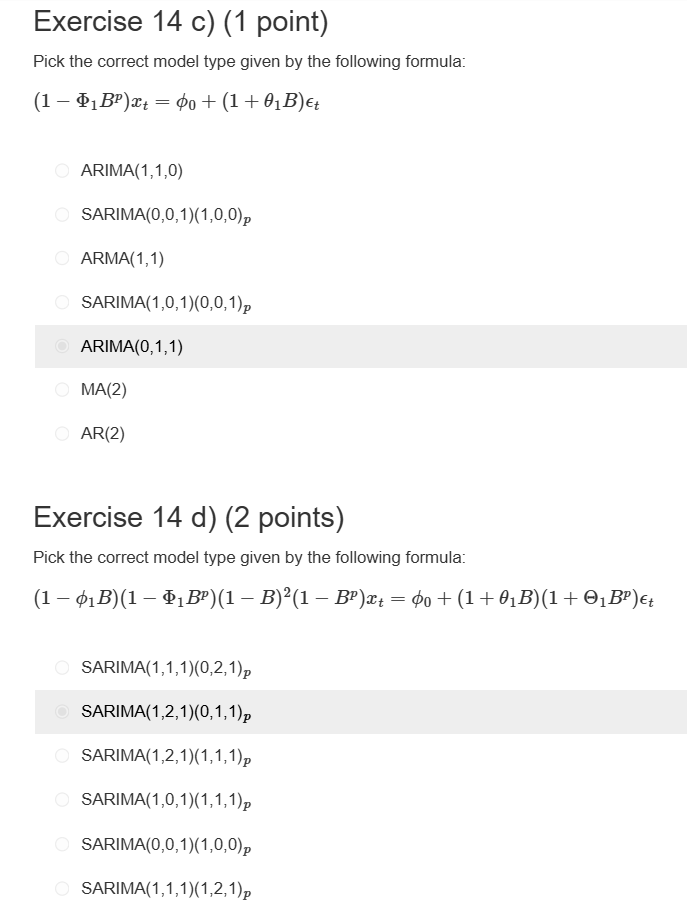 Exercise 14 c) (1 point)
Pick the correct model type given by the following formula:
(1 − Φ₁Bᵖ)xₜ = ϕ₀ + (1 + θ₁B)ϵₜ
ARIMA(1,1,0)
SARIMA(0,0,1)(1,0,0)ₚ
ARMA(1,1)
SARIMA(1,0,1)(0,0,1)ₚ
ARIMA(0,1,1)
MA(2)
AR(2)
Exercise 14 d) (2 points)
Pick the correct model type given by the following formula:
(1 − ϕ₁B)(1 − Φ₁Bᵖ)(1 − B)²(1 − Bᵖ)xₜ = ϕ₀ + (1 + θ₁B)(1 + Θ₁Bᵖ)ϵₜ
SARIMA(1,1,1)(0,2,1)ₚ
SARIMA(1,2,1)(0,1,1)ₚ
SARIMA(1,2,1)(1,1,1)ₚ
SARIMA(1,0,1)(1,1,1)ₚ
SARIMA(0,0,1)(1,0,0)ₚ
SARIMA(1,1,1)(1,2,1)ₚ